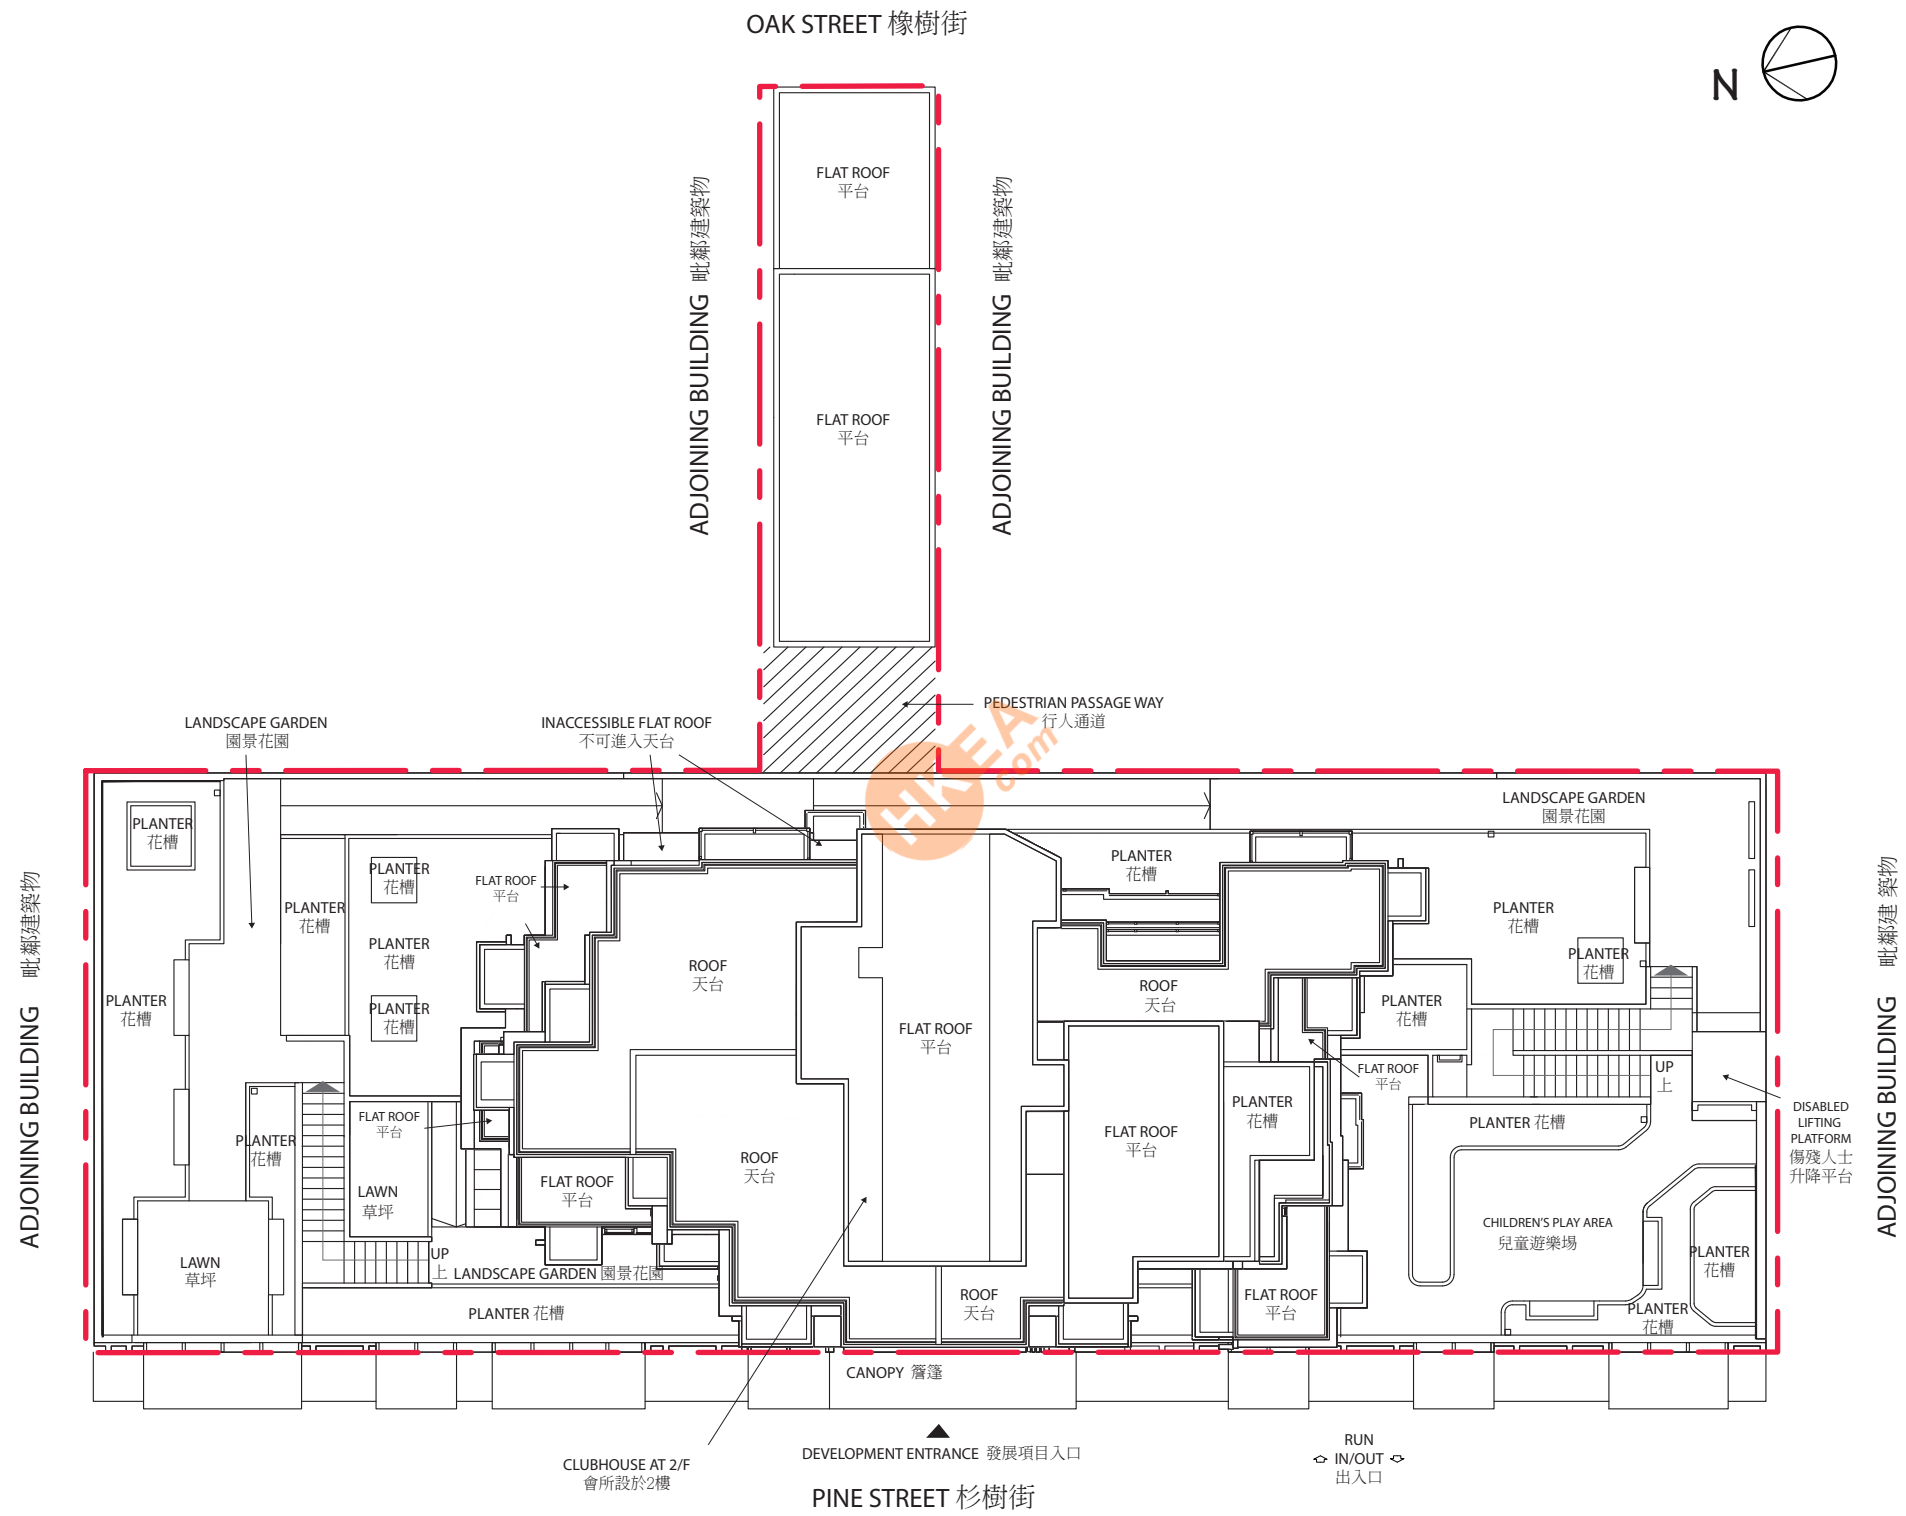 OAK STREET 橡樹街
N
FLAT ROOF
平台
ADJOINING BUILDING 毗鄰建築物
ADJOINING BUILDING 毗鄰建築物
FLAT ROOF
平台
PEDESTRIAN PASSAGE WAY
行人通道
LANDSCAPE GARDEN
園景花園
INACCESSIBLE FLAT ROOF
不可進入天台
HKEA
com
LANDSCAPE GARDEN
園景花園
PLANTER
花槽
PLANTER
花槽
FLAT ROOF
平台
PLANTER
花槽
PLANTER
花槽
PLANTER
花槽
PLANTER
花槽
PLANTER
花槽
PLANTER
花槽
ROOF
天台
ROOF
天台
PLANTER
花槽
PLANTER
花槽
PLANTER
花槽
FLAT ROOF
平台
ADJOINING BUILDING 毗鄰建築物
ADJOINING BUILDING 毗鄰建 築物
FLAT ROOF
平台
UP
上
PLANTER
花槽
FLAT ROOF
平台
PLANTER
花槽
PLANTER 花槽
DISABLED
LIFTING
PLATFORM
傷殘人士
升降平台
FLAT ROOF
平台
PLANTER
花槽
ROOF
天台
FLAT ROOF
平台
LAWN
草坪
CHILDREN'S PLAY AREA
兒童遊樂場
PLANTER
花槽
LAWN
草坪
UP
上
LANDSCAPE GARDEN 園景花園
PLANTER 花槽
ROOF
天台
FLAT ROOF
平台
PLANTER
花槽
CANOPY 簷篷
DEVELOPMENT ENTRANCE 發展項目入口
CLUBHOUSE AT 2/F
會所設於2樓
RUN
IN/OUT
出入口
PINE STREET 杉樹街